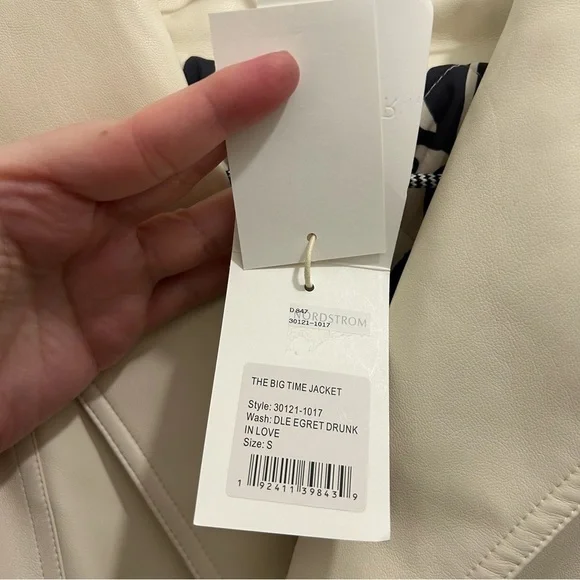 D 847
NORDSTROM
30121-1017
THE BIG TIME JACKET
Style: 30121-1017
Wash: DLE EGRET DRUNK
IN LOVE
Size: S
1 92411 39843 9